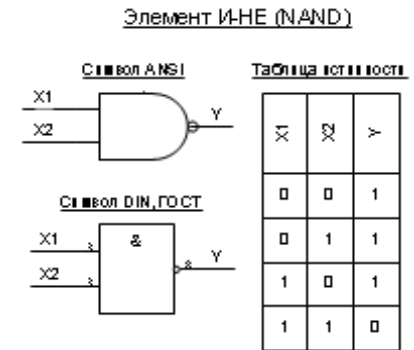 Элемент И-НЕ (NAND)
Символ ANSI
X1
X2
Y
Символ DIN, ГОСТ
X1
X2
&
Y
Таблица истиности
X1 X2 Y
0 0 1
0 1 1
1 0 1
1 1 0